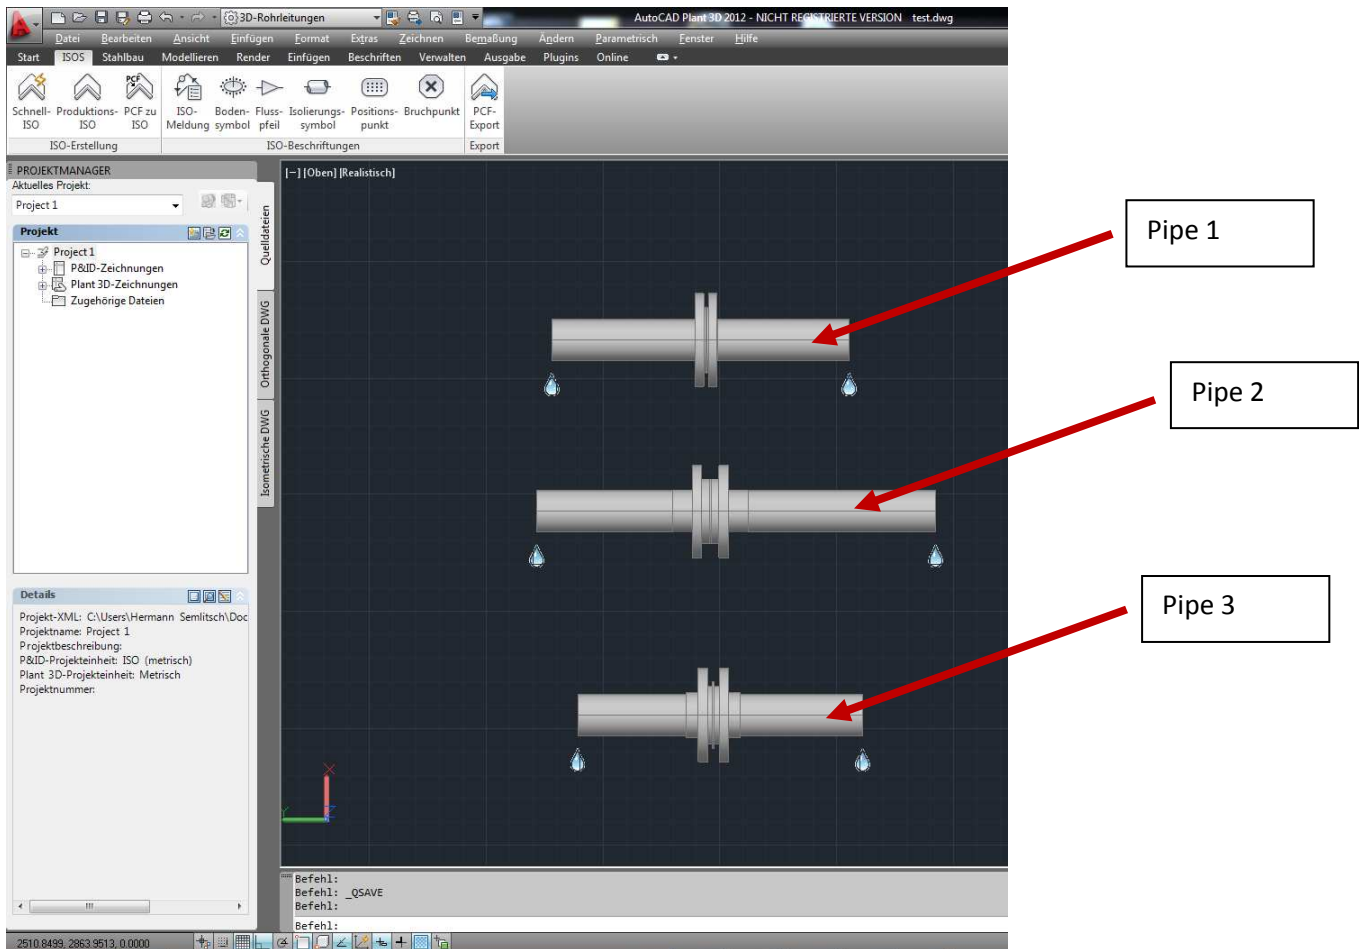 3D-Rohrleitungen
AutoCAD Plant 3D 2012 - NICHT REGISTRIERTE VERSION test.dwg
Datei Bearbeiten Ansicht Einfügen Format Extras Zeichnen Bemaßung Ändern Parametrisch Fenster Hilfe
Start ISOS Stahlbau Modellieren Render Einfügen Beschriften Verwalten Ausgabe Plugins Online
PCF
Schnell- Produktions- PCF zu ISO- Boden- Fluss- Isolierungs- Positions- Bruchpunkt PCF-
ISO ISO ISO Meldung symbol pfeil symbol punkt Export
ISO-Erstellung ISO-Beschriftungen Export
PROJEKTMANAGER
Aktuelles Projekt:
Project 1
Projekt
Project 1
P&ID-Zeichnungen
Plant 3D-Zeichnungen
Zugehörige Dateien
Quelldateien
Orthogonale DWG
Isometrische DWG
Details
Projekt-XML: C:\Users\Hermann Semlitsch\Doc
Projektname: Project 1
Projektbeschreibung:
P&ID-Projekteinheit: ISO (metrisch)
Plant 3D-Projekteinheit: Metrisch
Projektnummer:
[−] [Oben] [Realistisch]
Pipe 1
Pipe 2
Pipe 3
X
Y
Z
Befehl:
Befehl: _QSAVE
Befehl:
Befehl:
2510.8499, 2863.9513, 0.0000